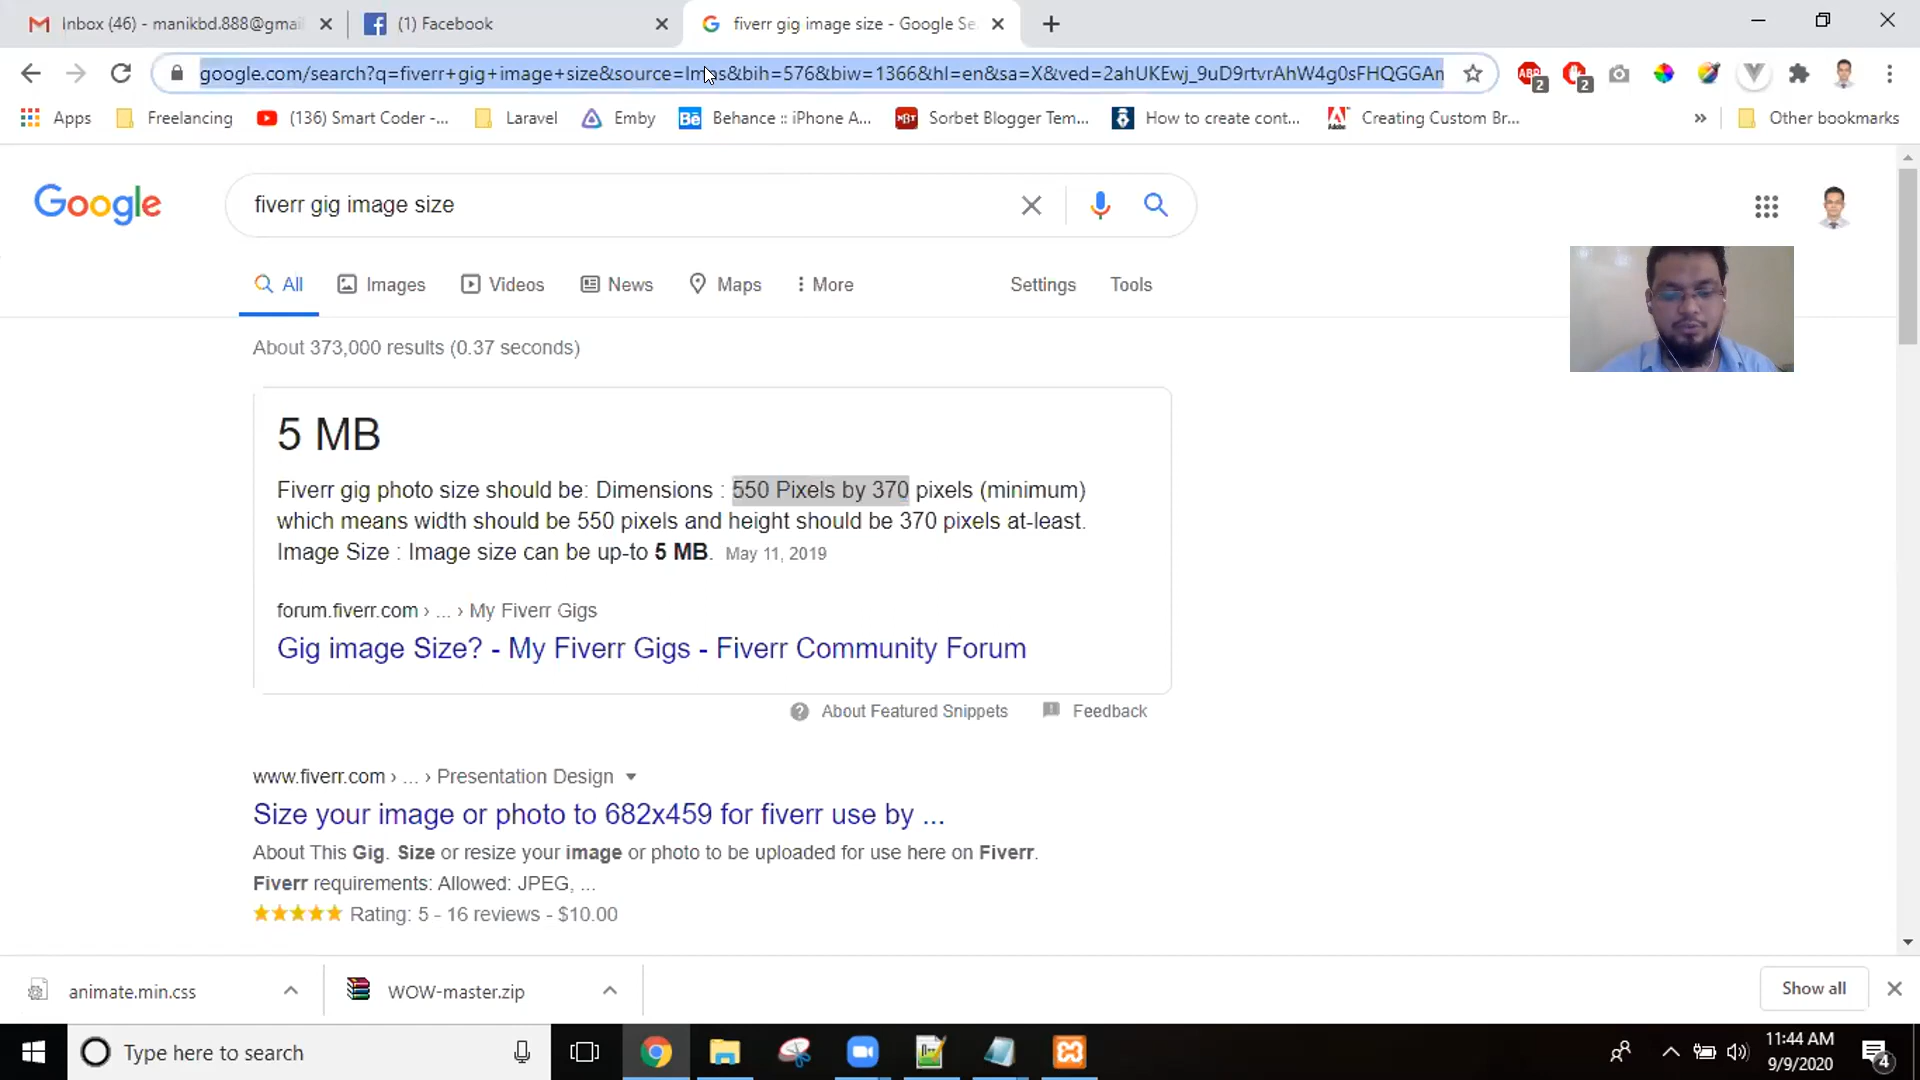 Inbox (46) - manikbd.888@gmai
(1) Facebook
fiverr gig image size - Google Se
google.com/search?q=fiverr+gig+image+size&source=lmas&bih=576&biw=1366&hl=en&sa=X&ved=2ahUKEwj_9uD9rtvrAhW4g0sFHQGGAn
ABP
2
2
Apps
Freelancing
(136) Smart Coder -...
Laravel
Emby
Bē
Behance :: iPhone A...
Sorbet Blogger Tem...
How to create cont...
Creating Custom Br...
»
Other bookmarks
Google
fiverr gig image size
All
Images
Videos
News
Maps
More
Settings
Tools
About 373,000 results (0.37 seconds)
5 MB
Fiverr gig photo size should be: Dimensions : 550 Pixels by 370 pixels (minimum)
which means width should be 550 pixels and height should be 370 pixels at-least.
Image Size : Image size can be up-to 5 MB. May 11, 2019
forum.fiverr.com › ... › My Fiverr Gigs
Gig image Size? - My Fiverr Gigs - Fiverr Community Forum
About Featured Snippets
Feedback
www.fiverr.com › ... › Presentation Design
Size your image or photo to 682x459 for fiverr use by ...
About This Gig. Size or resize your image or photo to be uploaded for use here on Fiverr.
Fiverr requirements: Allowed: JPEG, ...
Rating: 5 - 16 reviews - $10.00
animate.min.css
WOW-master.zip
Show all
Type here to search
11:44 AM
9/9/2020
4